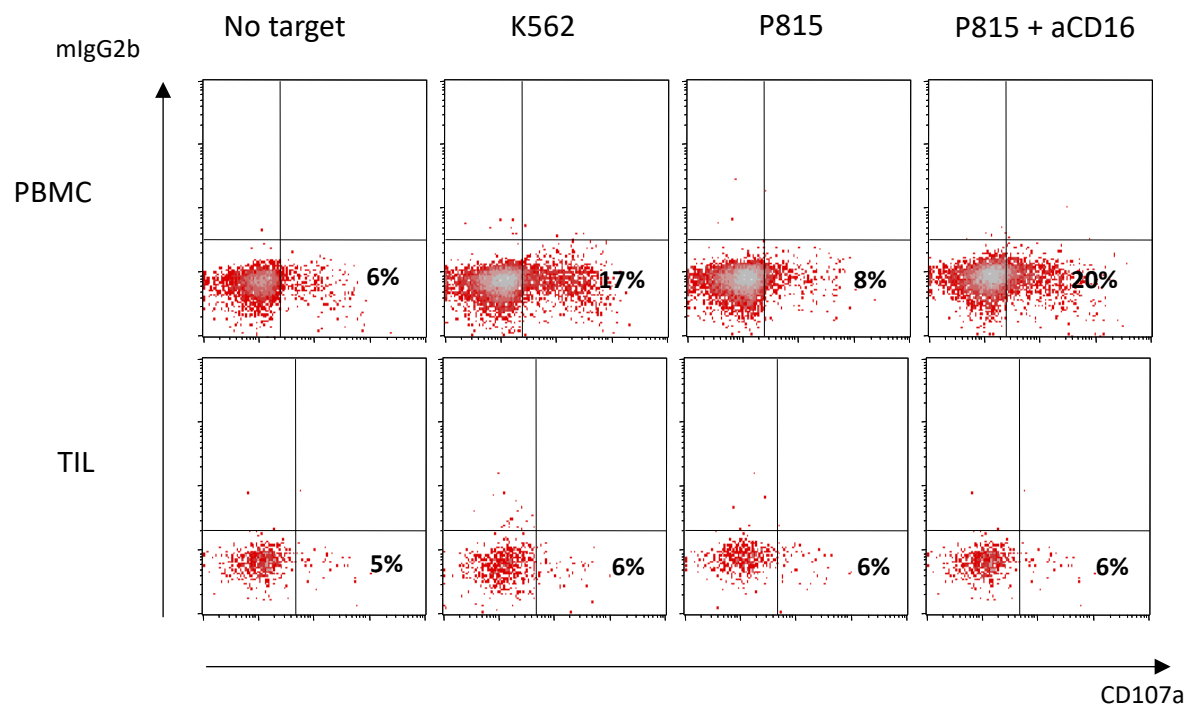 No target K562 P815 P815 + aCD16
mIgG2b
PBMC
6% 17% 8% 20%
TIL
5% 6% 6% 6%
CD107a